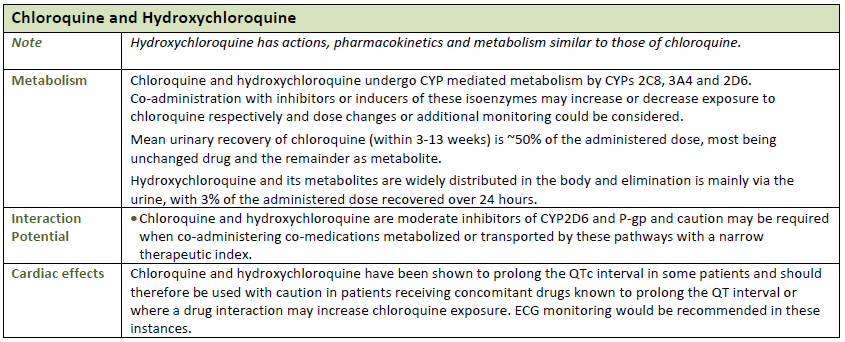 Chloroquine and Hydroxychloroquine
Note
Hydroxychloroquine has actions, pharmacokinetics and metabolism similar to those of chloroquine.
Metabolism
Chloroquine and hydroxychloroquine undergo CYP mediated metabolism by CYPs 2C8, 3A4 and 2D6.
Co-administration with inhibitors or inducers of these isoenzymes may increase or decrease exposure to
chloroquine respectively and dose changes or additional monitoring could be considered.
Mean urinary recovery of chloroquine (within 3-13 weeks) is ~50% of the administered dose, most being
unchanged drug and the remainder as metabolite.
Hydroxychloroquine and its metabolites are widely distributed in the body and elimination is mainly via the
urine, with 3% of the administered dose recovered over 24 hours.
Interaction
Potential
• Chloroquine and hydroxychloroquine are moderate inhibitors of CYP2D6 and P-gp and caution may be required
when co-administering co-medications metabolized or transported by these pathways with a narrow
therapeutic index.
Cardiac effects
Chloroquine and hydroxychloroquine have been shown to prolong the QTc interval in some patients and should
therefore be used with caution in patients receiving concomitant drugs known to prolong the QT interval or
where a drug interaction may increase chloroquine exposure. ECG monitoring would be recommended in these
instances.